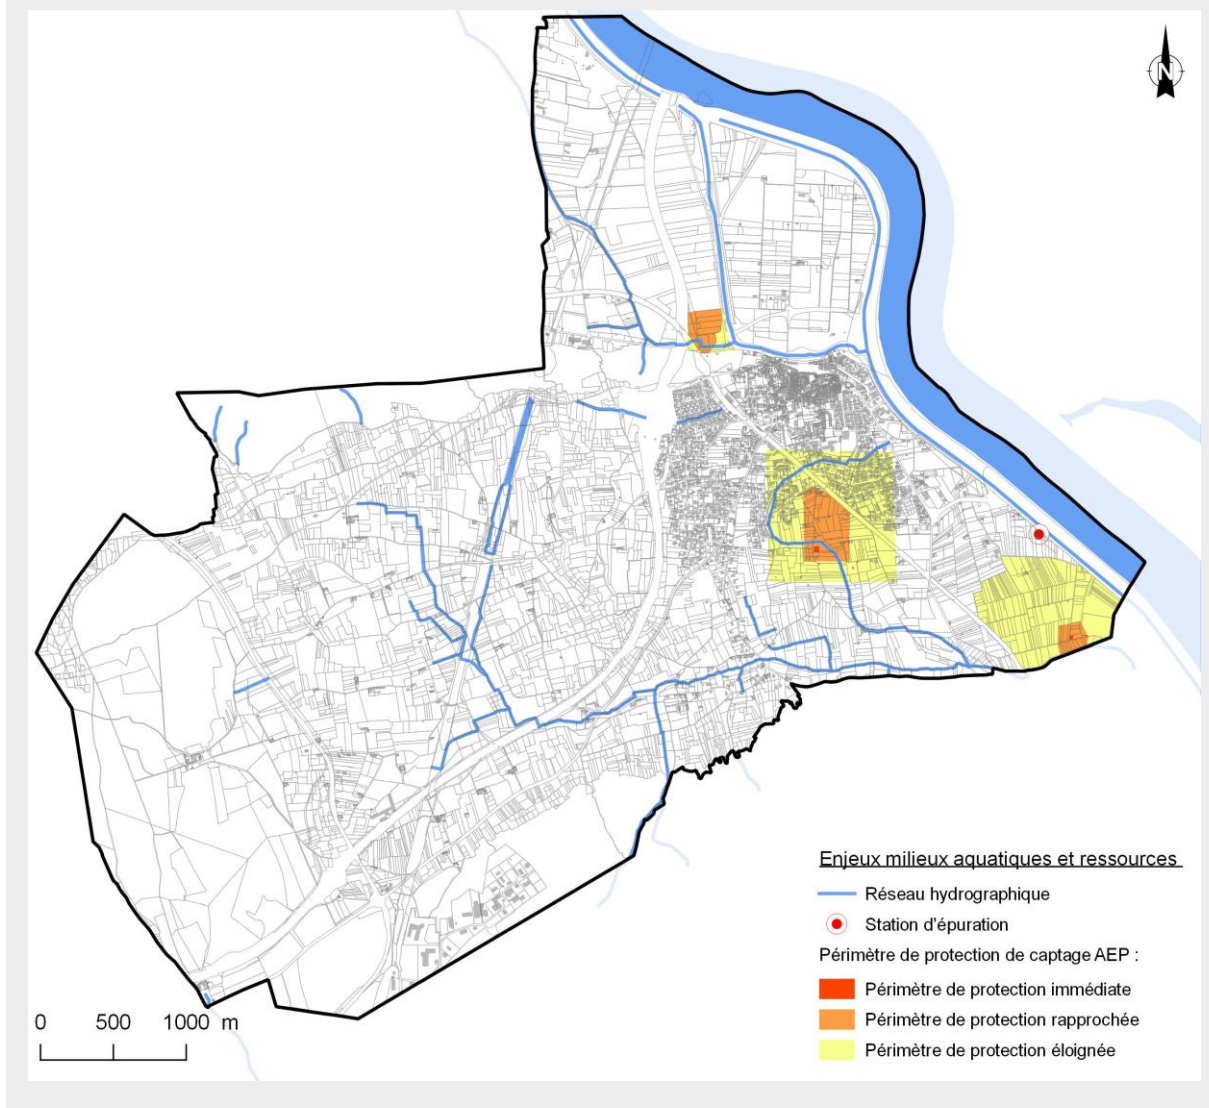 N
Enjeux milieux aquatiques et ressources
Réseau hydrographique
Station d'épuration
Périmètre de protection de captage AEP :
Périmètre de protection immédiate
Périmètre de protection rapprochée
Périmètre de protection éloignée
0 500 1000 m